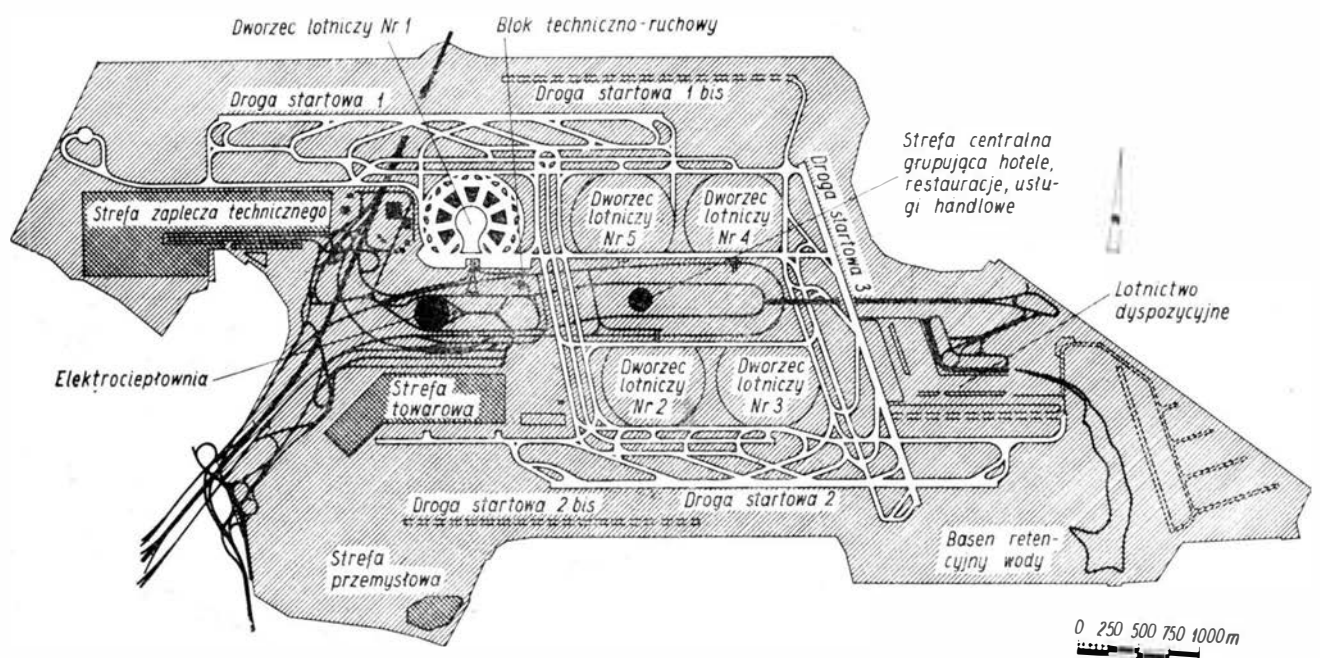 Dworzec lotniczy Nr 1
Blok techniczno-ruchowy
Droga startowa 1
Droga startowa 1 bis
Strefa centralna
grupująca hotele,
restauracje, usłu-
gi handlowe
Droga startowa 3
Strefa zaplecza technicznego
Dworzec
lotniczy
Nr 5
Dworzec
lotniczy
Nr 4
Lotnictwo
dyspozycyjne
Elektrociepłownia
Strefa
towarowa
Dworzec
lotniczy
Nr 2
Dworzec
lotniczy
Nr 3
Droga startowa 2 bis
Droga startowa 2
Strefa
przemysłowa
Basen reten-
cyjny wody
0 250 500 750 1000 m